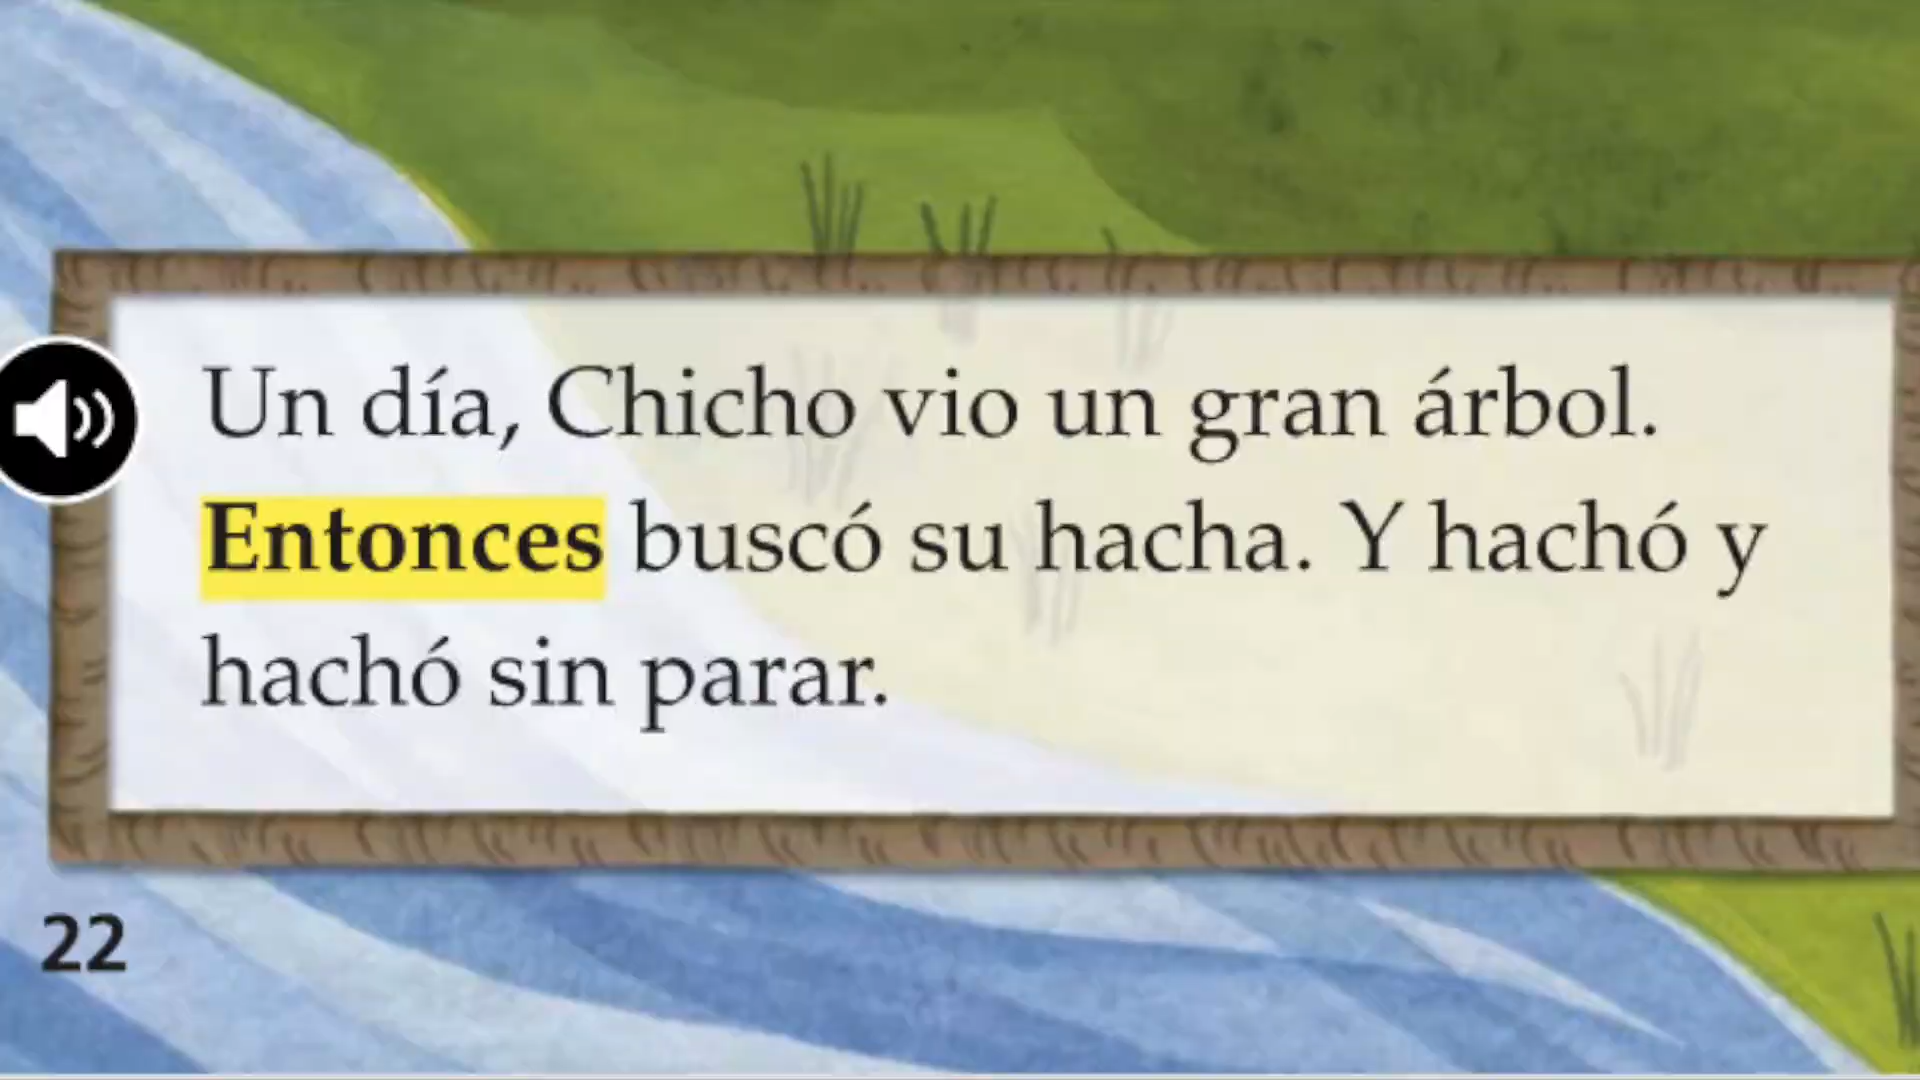 Un día, Chicho vio un gran árbol.
Entonces buscó su hacha. Y hachó y
hachó sin parar.
22